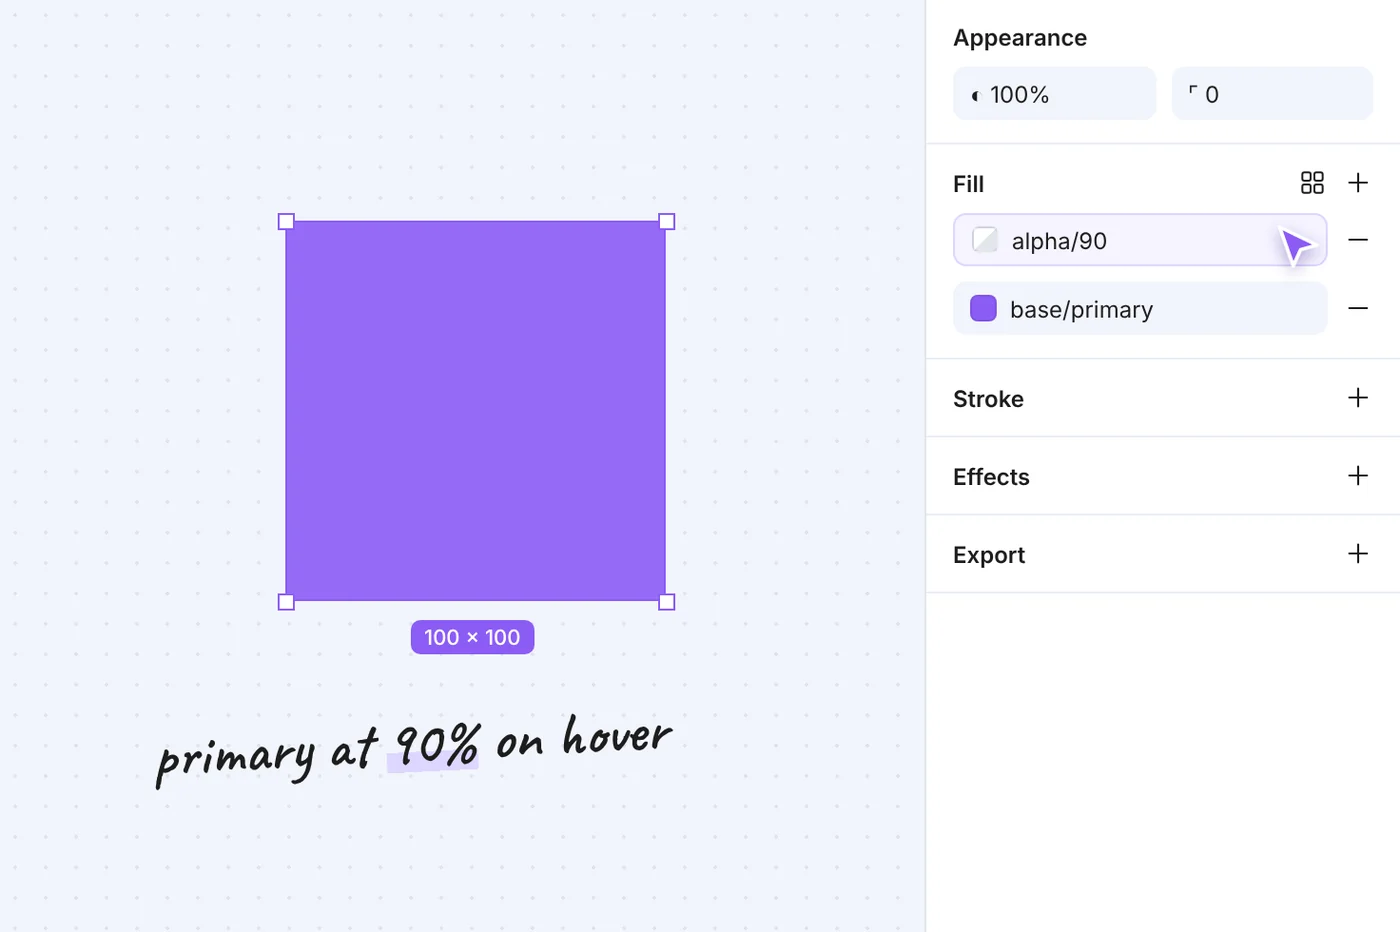 Appearance
100%
0
Fill
alpha/90
base/primary
Stroke
Effects
Export
100 × 100
primary at 90% on hover